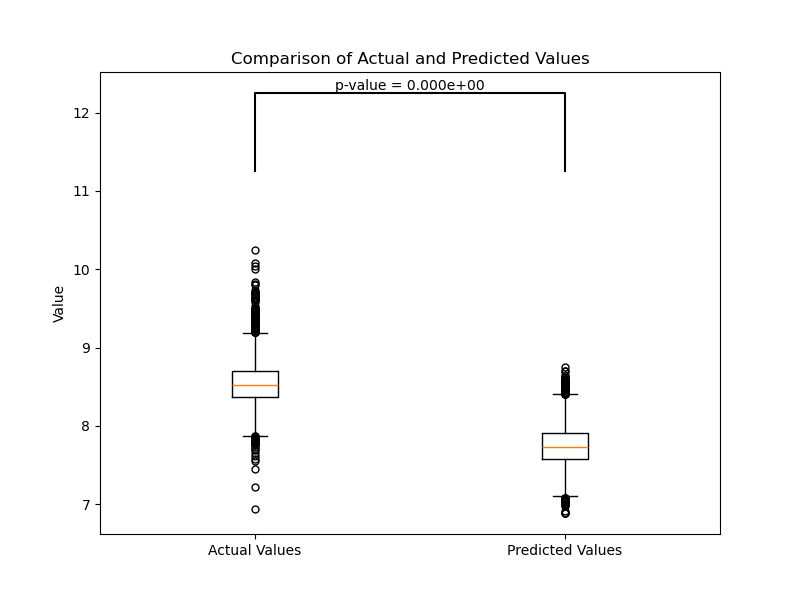 Comparison of Actual and Predicted Values
p-value = 0.000e+00
12
11
10
9
8
7
Value
Actual Values
Predicted Values